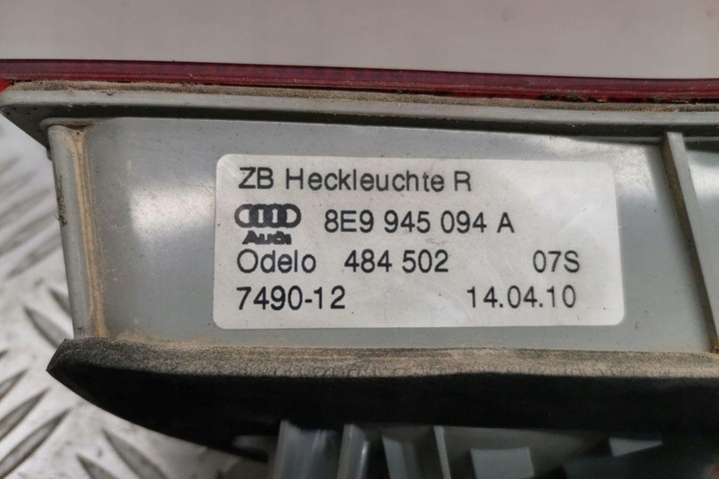 ZB Heckleuchte R
Audi 8E9 945 094 A
Odelo 484 502 07S
7490-12 14.04.10